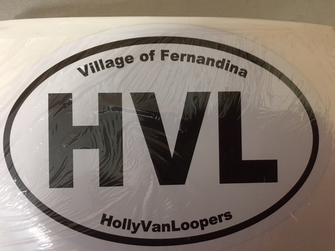 Village of Fernandina
HVL
HollyVanLoopers